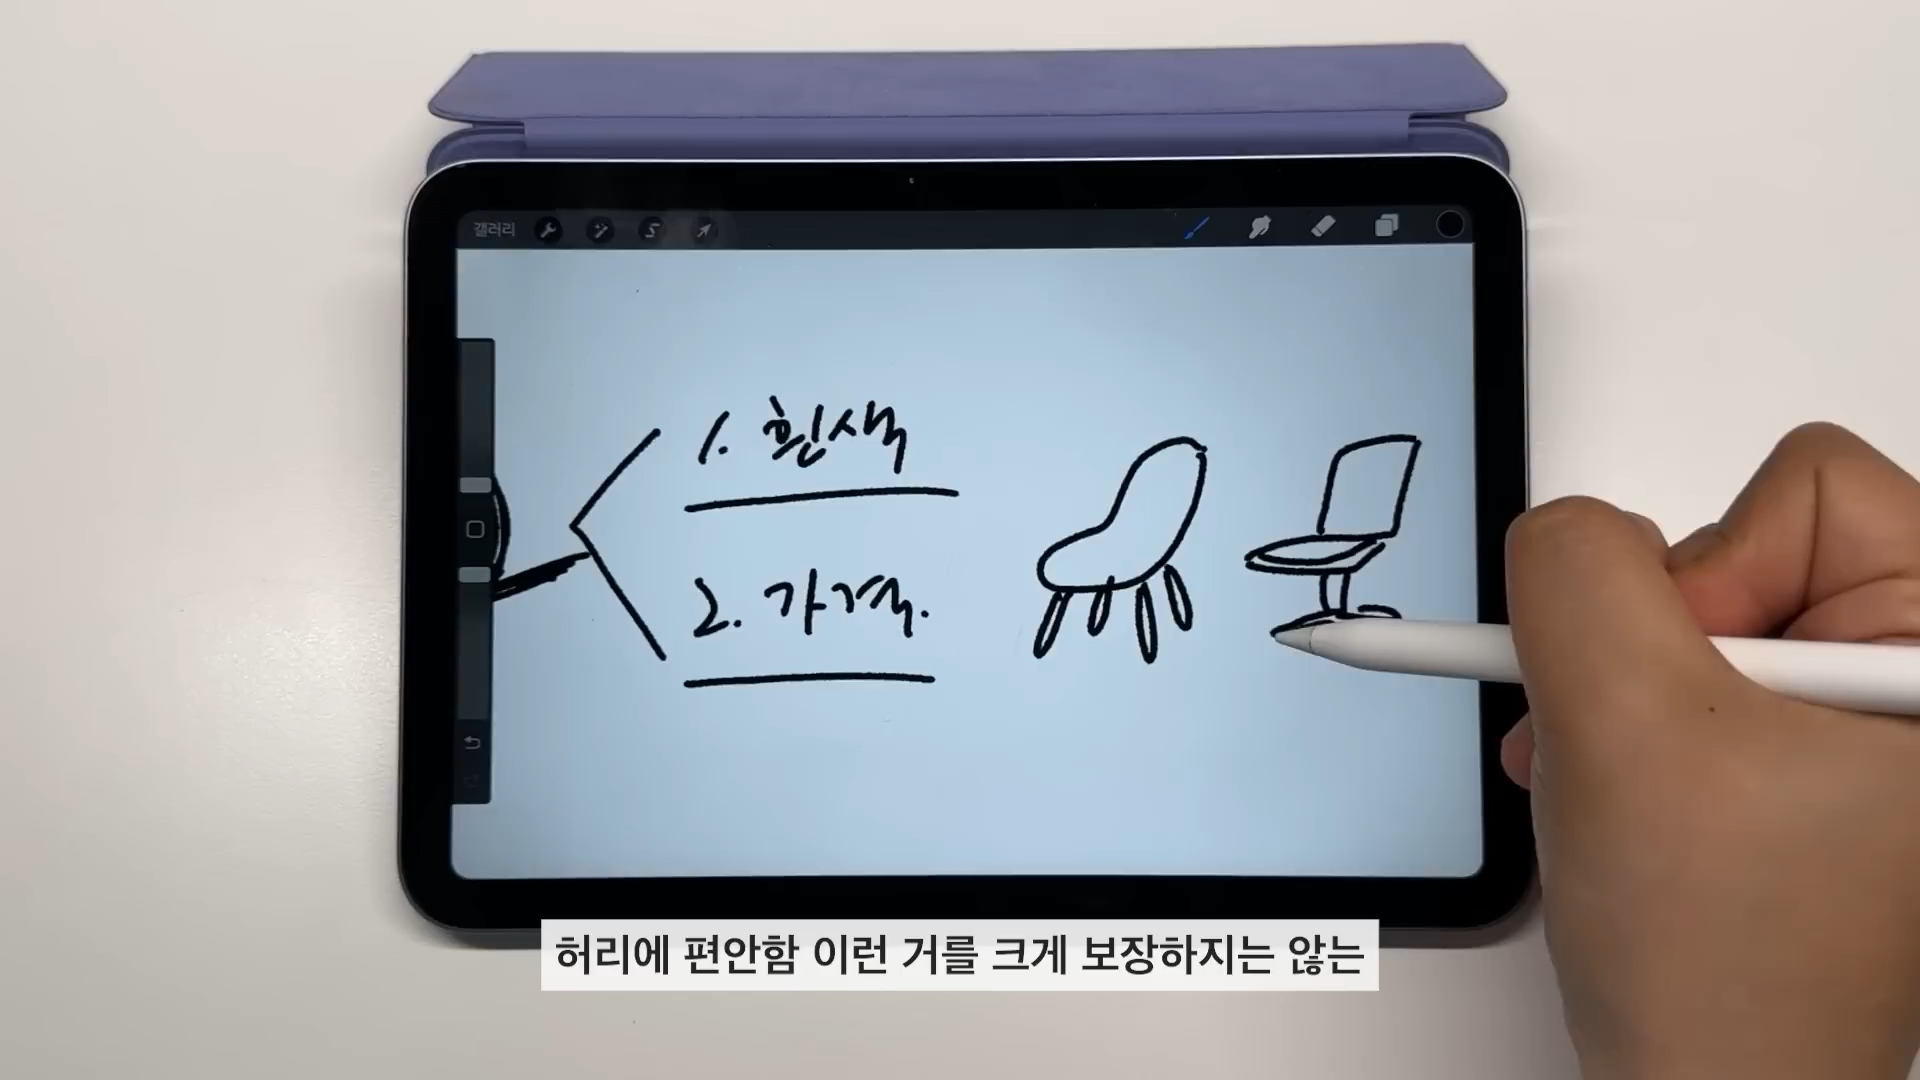 갤러리
1. 흰색
2. 가격.
허리에 편안함 이런 거를 크게 보장하지는 않는